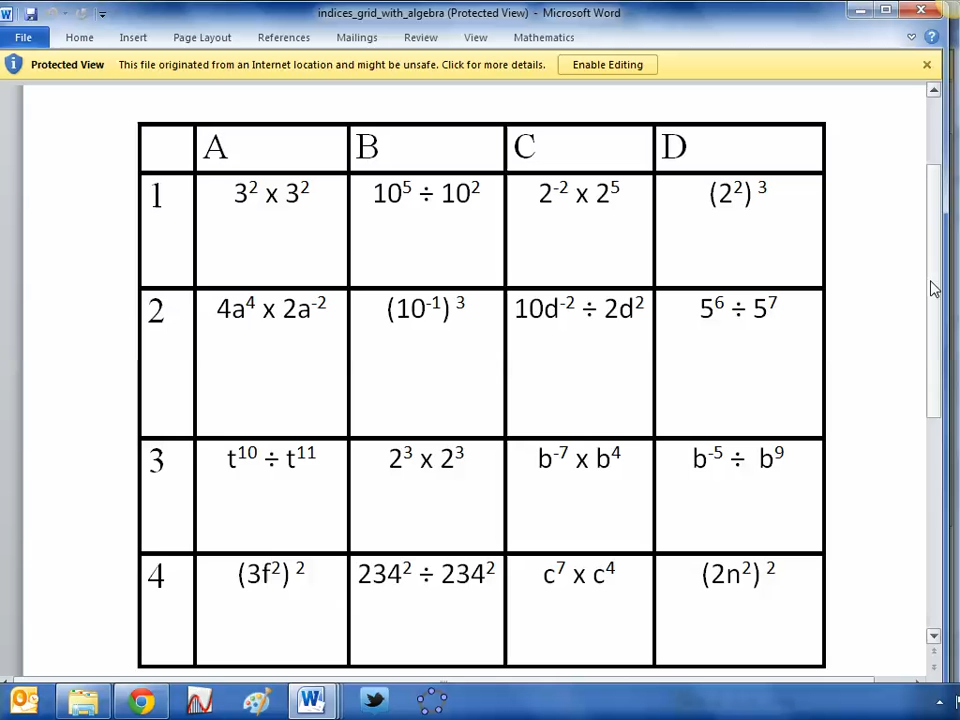 indices_grid_with_algebra (Protected View) - Microsoft Word
File Home Insert Page Layout References Mailings Review View Mathematics
Protected View This file originated from an Internet location and might be unsafe. Click for more details. Enable Editing
A B C D
1 3² x 3² 10⁵ ÷ 10² 2⁻² x 2⁵ (2²) ³
2 4a⁴ x 2a⁻² (10⁻¹) ³ 10d⁻² ÷ 2d² 5⁶ ÷ 5⁷
3 t¹⁰ ÷ t¹¹ 2³ x 2³ b⁻⁷ x b⁴ b⁻⁵ ÷ b⁹
4 (3f²) ² 234² ÷ 234² c⁷ x c⁴ (2n²) ²